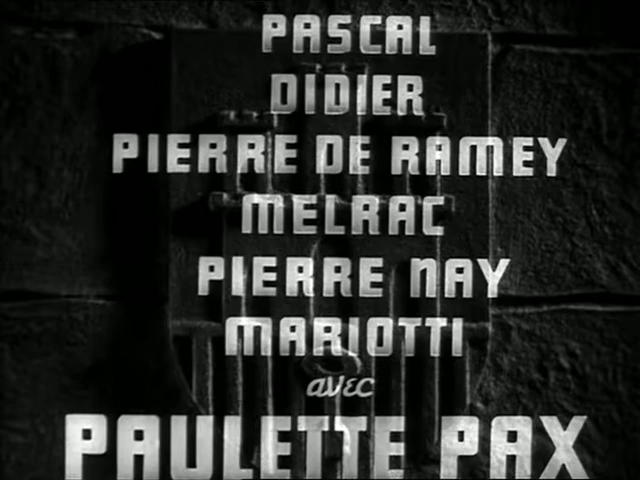 PASCAL
DIDIER
PIERRE DE RAMEY
MELRAC
PIERRE NAY
MARIOTTI
avec
PAULETTE PAX